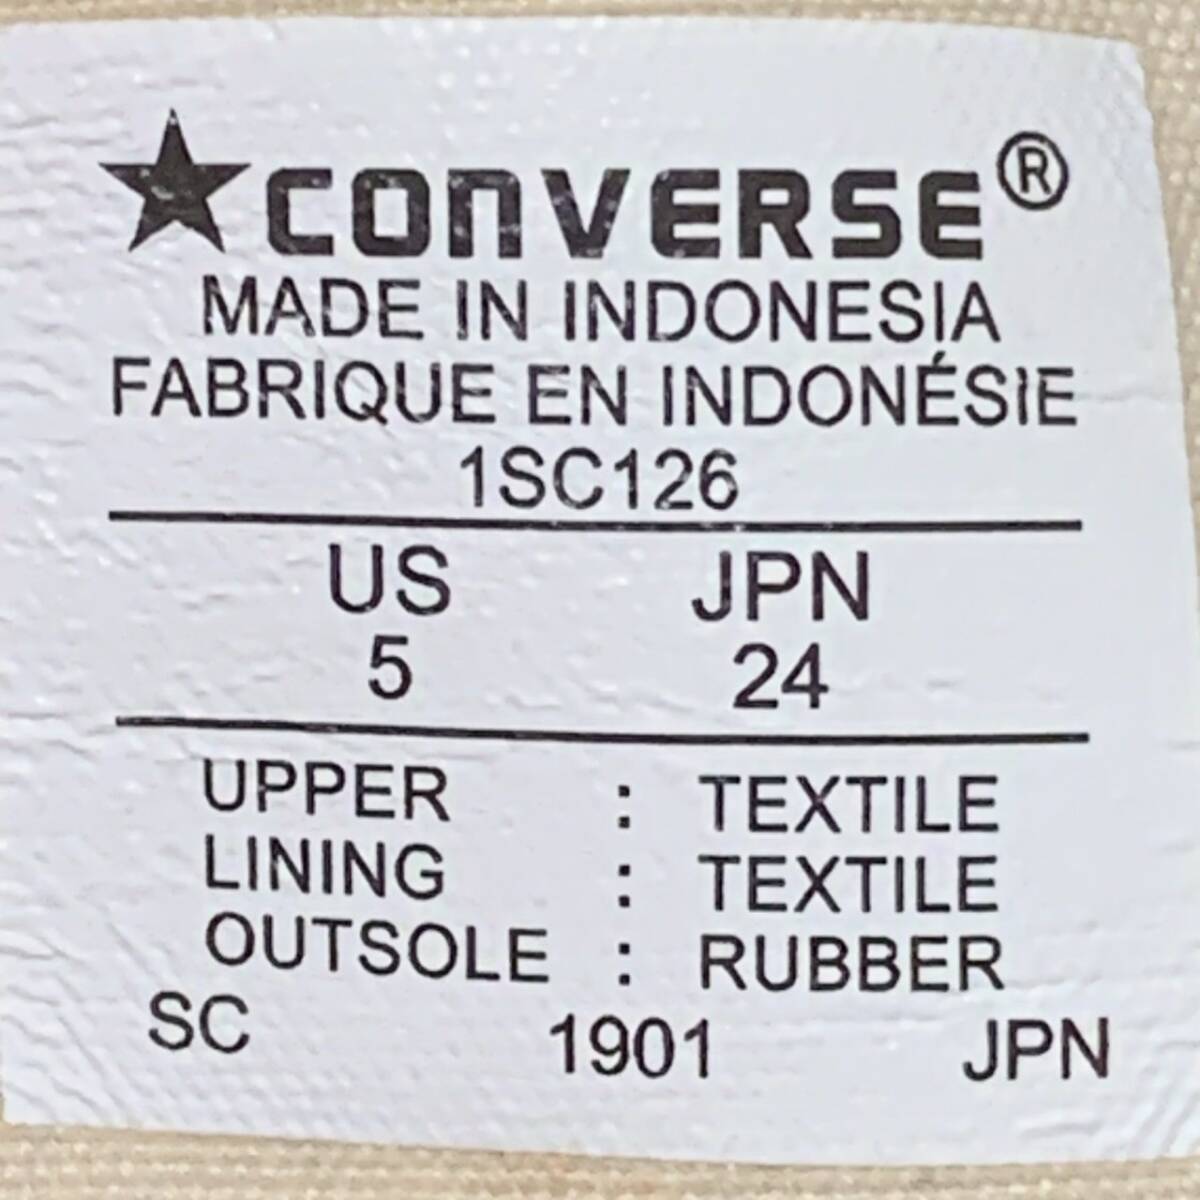 ★CONVERSE®
MADE IN INDONESIA
FABRIQUE EN INDONÉSIE
1SC126
US JPN
5 24
UPPER : TEXTILE
LINING : TEXTILE
OUTSOLE : RUBBER
SC 1901 JPN